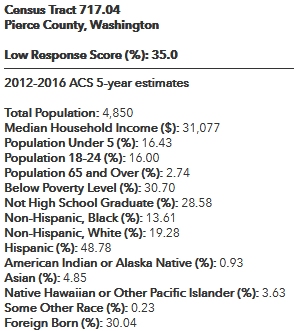 Census Tract 717.04
Pierce County, Washington
Low Response Score (%): 35.0
2012-2016 ACS 5-year estimates
Total Population: 4,850
Median Household Income ($): 31,077
Population Under 5 (%): 16.43
Population 18-24 (%): 16.00
Population 65 and Over (%): 2.74
Below Poverty Level (%): 30.70
Not High School Graduate (%): 28.58
Non-Hispanic, Black (%): 13.61
Non-Hispanic, White (%): 19.28
Hispanic (%): 48.78
American Indian or Alaska Native (%): 0.93
Asian (%): 4.85
Native Hawaiian or Other Pacific Islander (%): 3.63
Some Other Race (%): 0.23
Foreign Born (%): 30.04